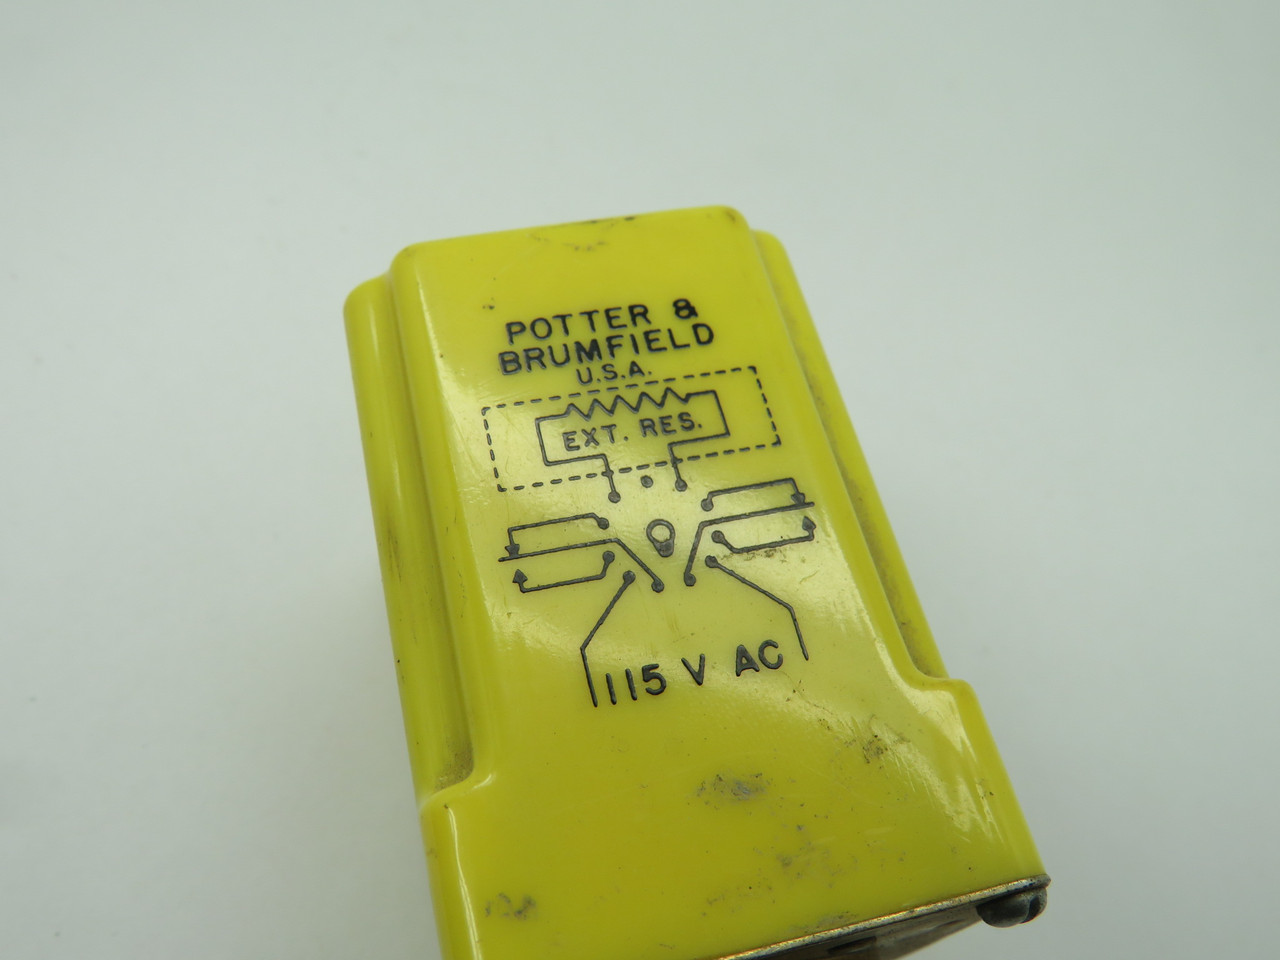 POTTER &
BRUMFIELD
U.S.A.
EXT. RES.
115 V AC